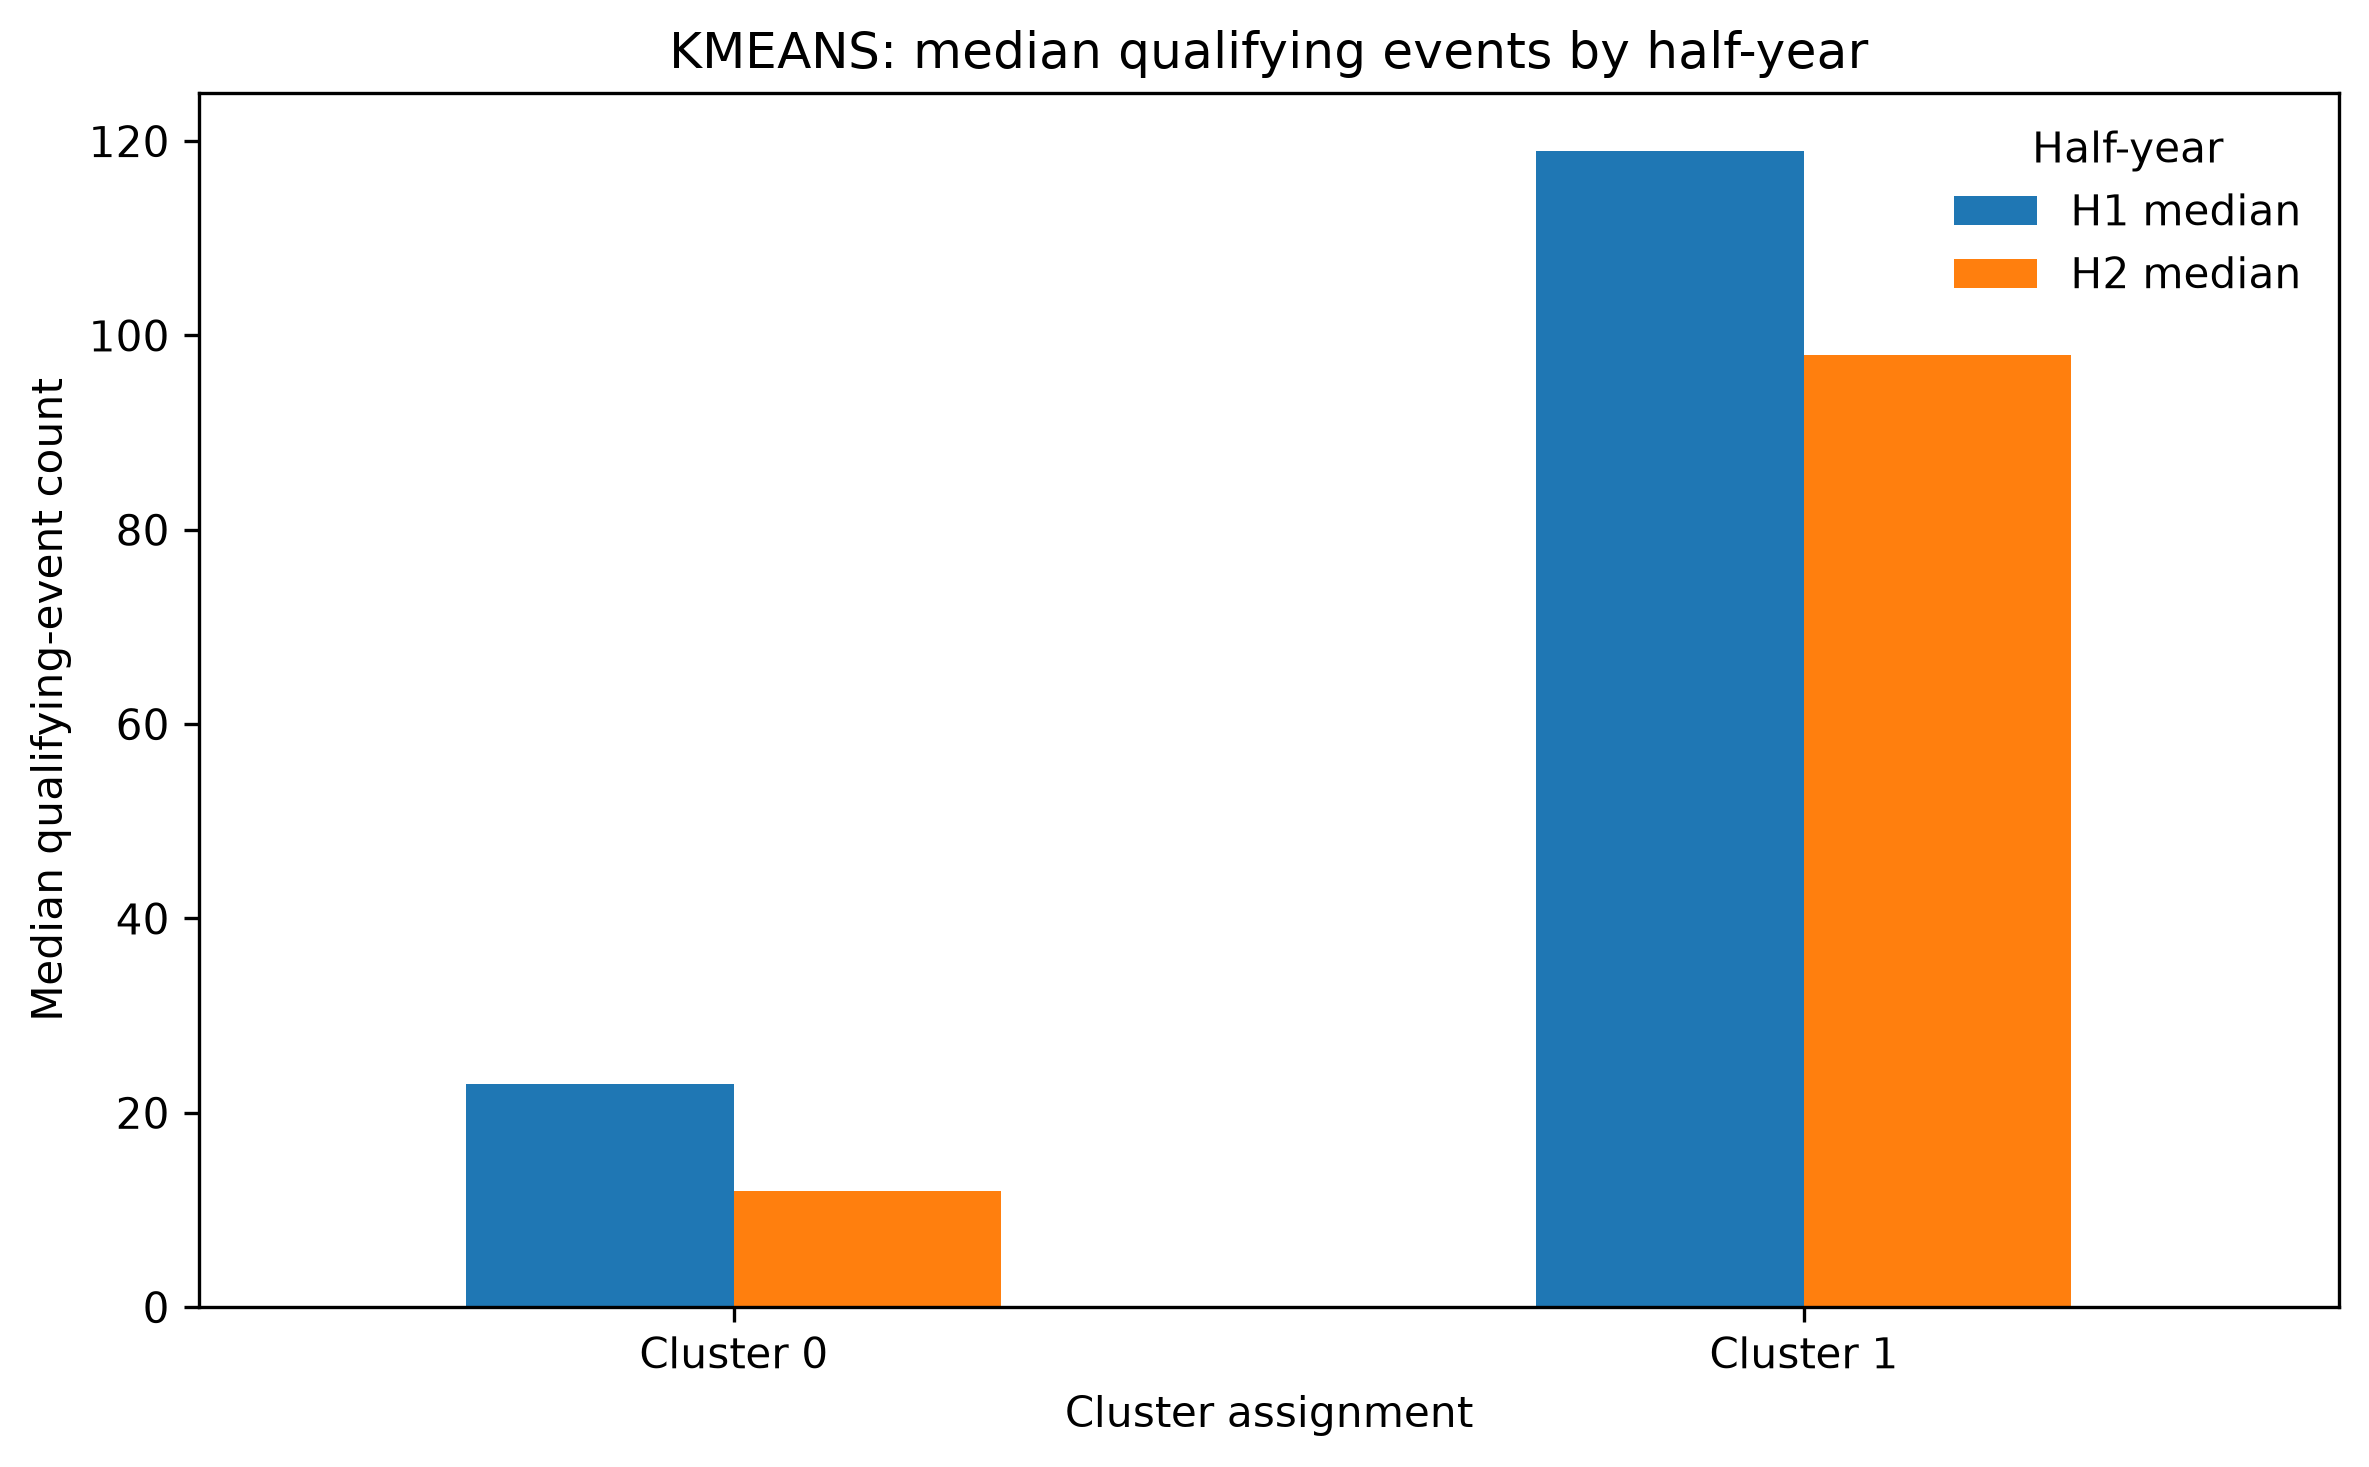 KMEANS: median qualifying events by half-year
Half-year
H1 median
H2 median
Median qualifying-event count
120
100
80
60
40
20
0
Cluster 0
Cluster 1
Cluster assignment